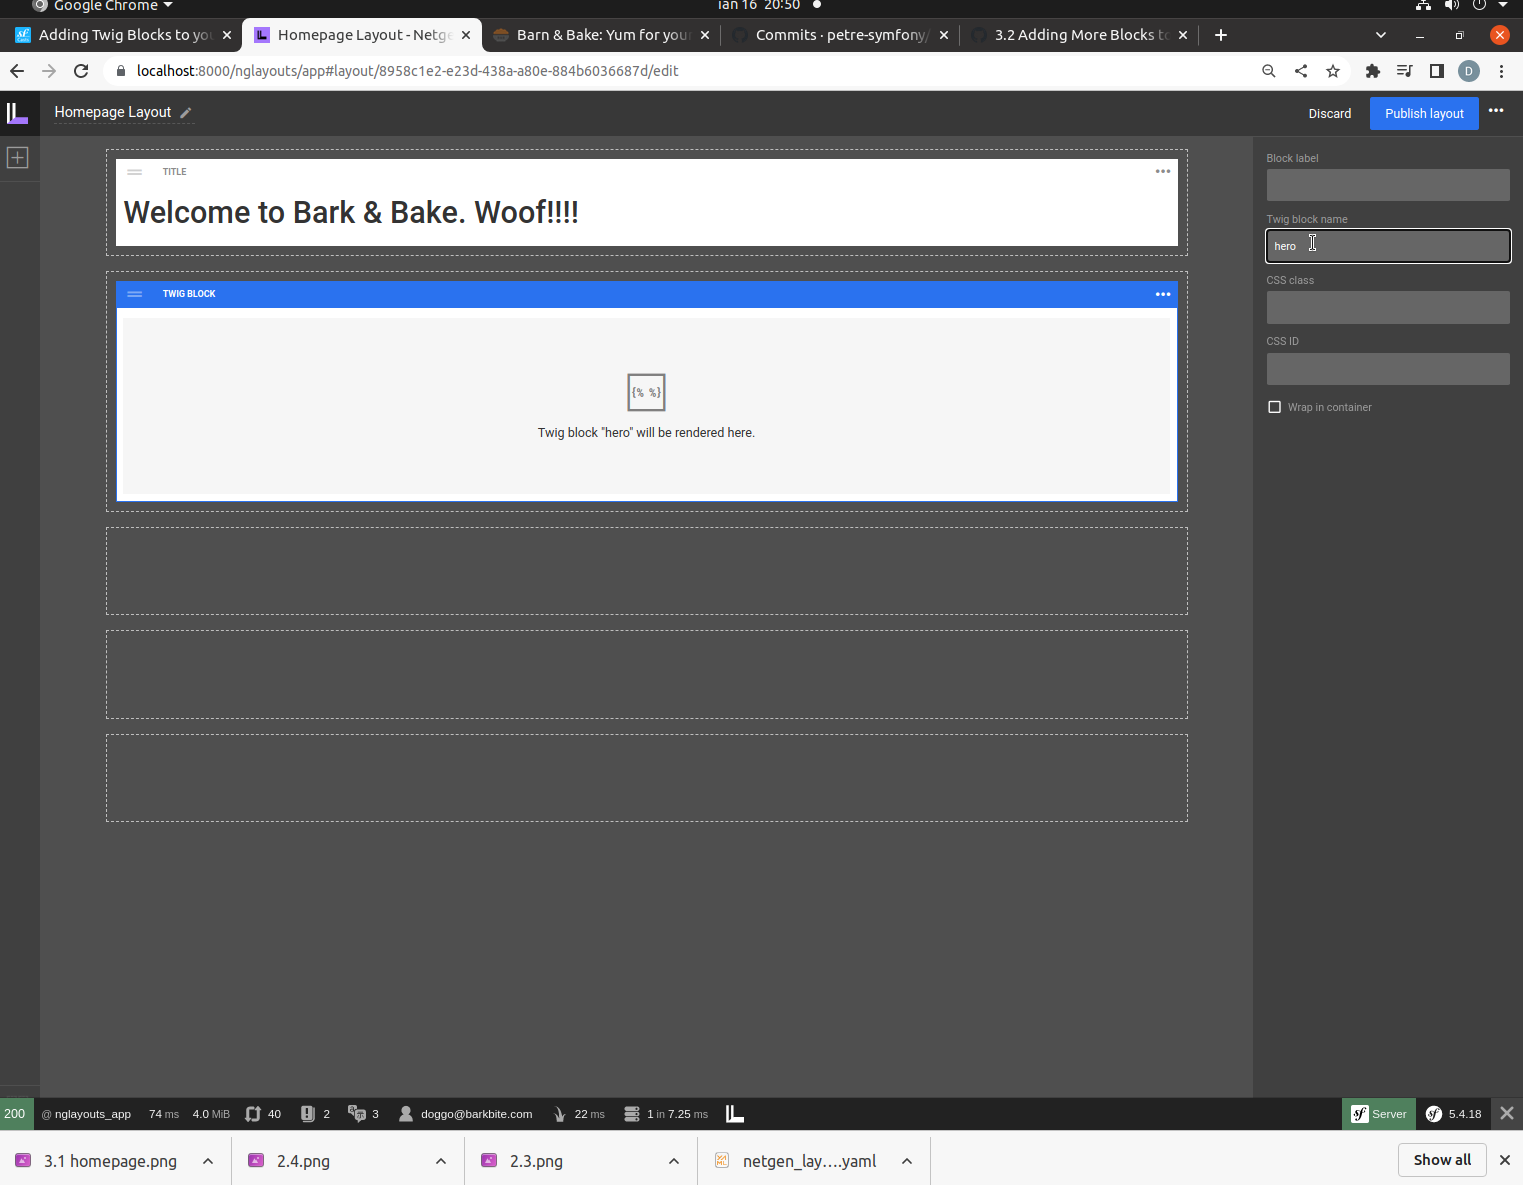 Google Chrome
ian 16 20:50
Adding Twig Blocks to you
Homepage Layout - Netge
Barn & Bake: Yum for your
Commits · petre-symfony/
3.2 Adding More Blocks to
localhost:8000/nglayouts/app#layout/8958c1e2-e23d-438a-a80e-884b6036687d/edit
D
Homepage Layout
Discard
Publish layout
TITLE
Welcome to Bark & Bake. Woof!!!!
TWIG BLOCK
{% %}
Twig block "hero" will be rendered here.
Block label
Twig block name
hero
CSS class
CSS ID
Wrap in container
200 @ nglayouts_app 74 ms 4.0 MiB 40 2 3 doggo@barkbite.com 22 ms 1 in 7.25 ms Server 5.4.18
3.1 homepage.png
2.4.png
2.3.png
netgen_lay….yaml
Show all